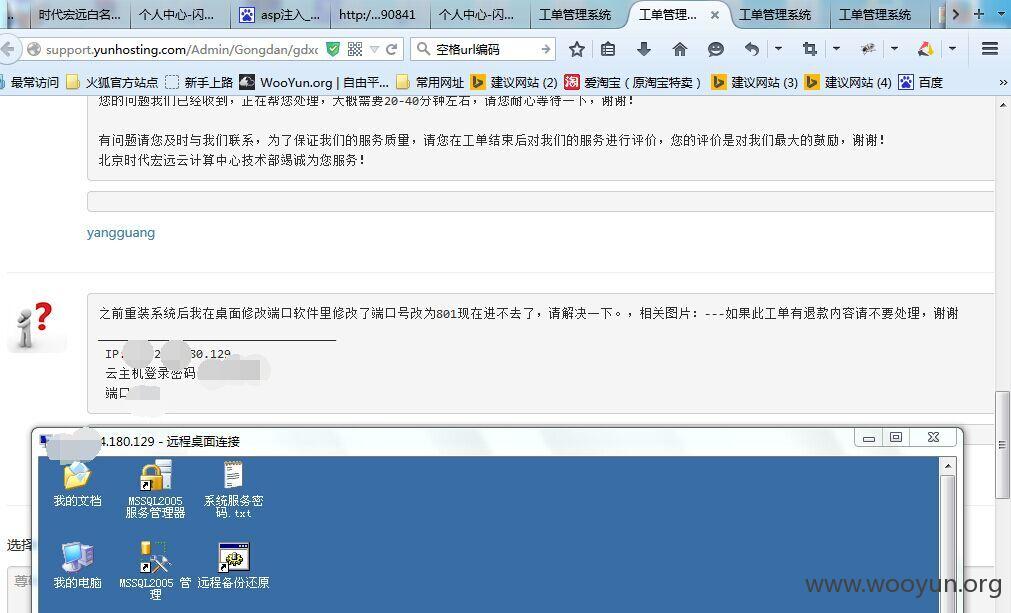 时代宏远白名...
个人中心-闪...
asp注入_...
http:/...90841
个人中心-闪...
工单管理系统
工单管理...
工单管理系统
工单管理系统
support.yunhosting.com/Admin/Gongdan/gdxc
空格url编码
最常访问
火狐官方站点
新手上路
WooYun.org | 自由平...
常用网址
建议网站 (2)
爱淘宝（原淘宝特卖）
建议网站 (3)
建议网站 (4)
百度
您的问题我们已经收到，正在帮您处理，大概需要20-40分钟左右，请您耐心等待一下，谢谢！
有问题请您及时与我们联系，为了保证我们的服务质量，请您在工单结束后对我们的服务进行评价，您的评价是对我们最大的鼓励，谢谢！
北京时代宏远云计算中心技术部竭诚为您服务！
yangguang
之前重装系统后我在桌面修改端口软件里修改了端口号改为801现在进不去了，请解决一下。，相关图片：---如果此工单有退款内容请不要处理，谢谢
IP: 2 80.129
云主机登录密码
端口
4.180.129 - 远程桌面连接
我的文档
MSSQL2005
服务管理器
系统服务密
码.txt
选择
我的电脑
MSSQL2005 管
理
远程备份还原
尊
www.wooyun.org